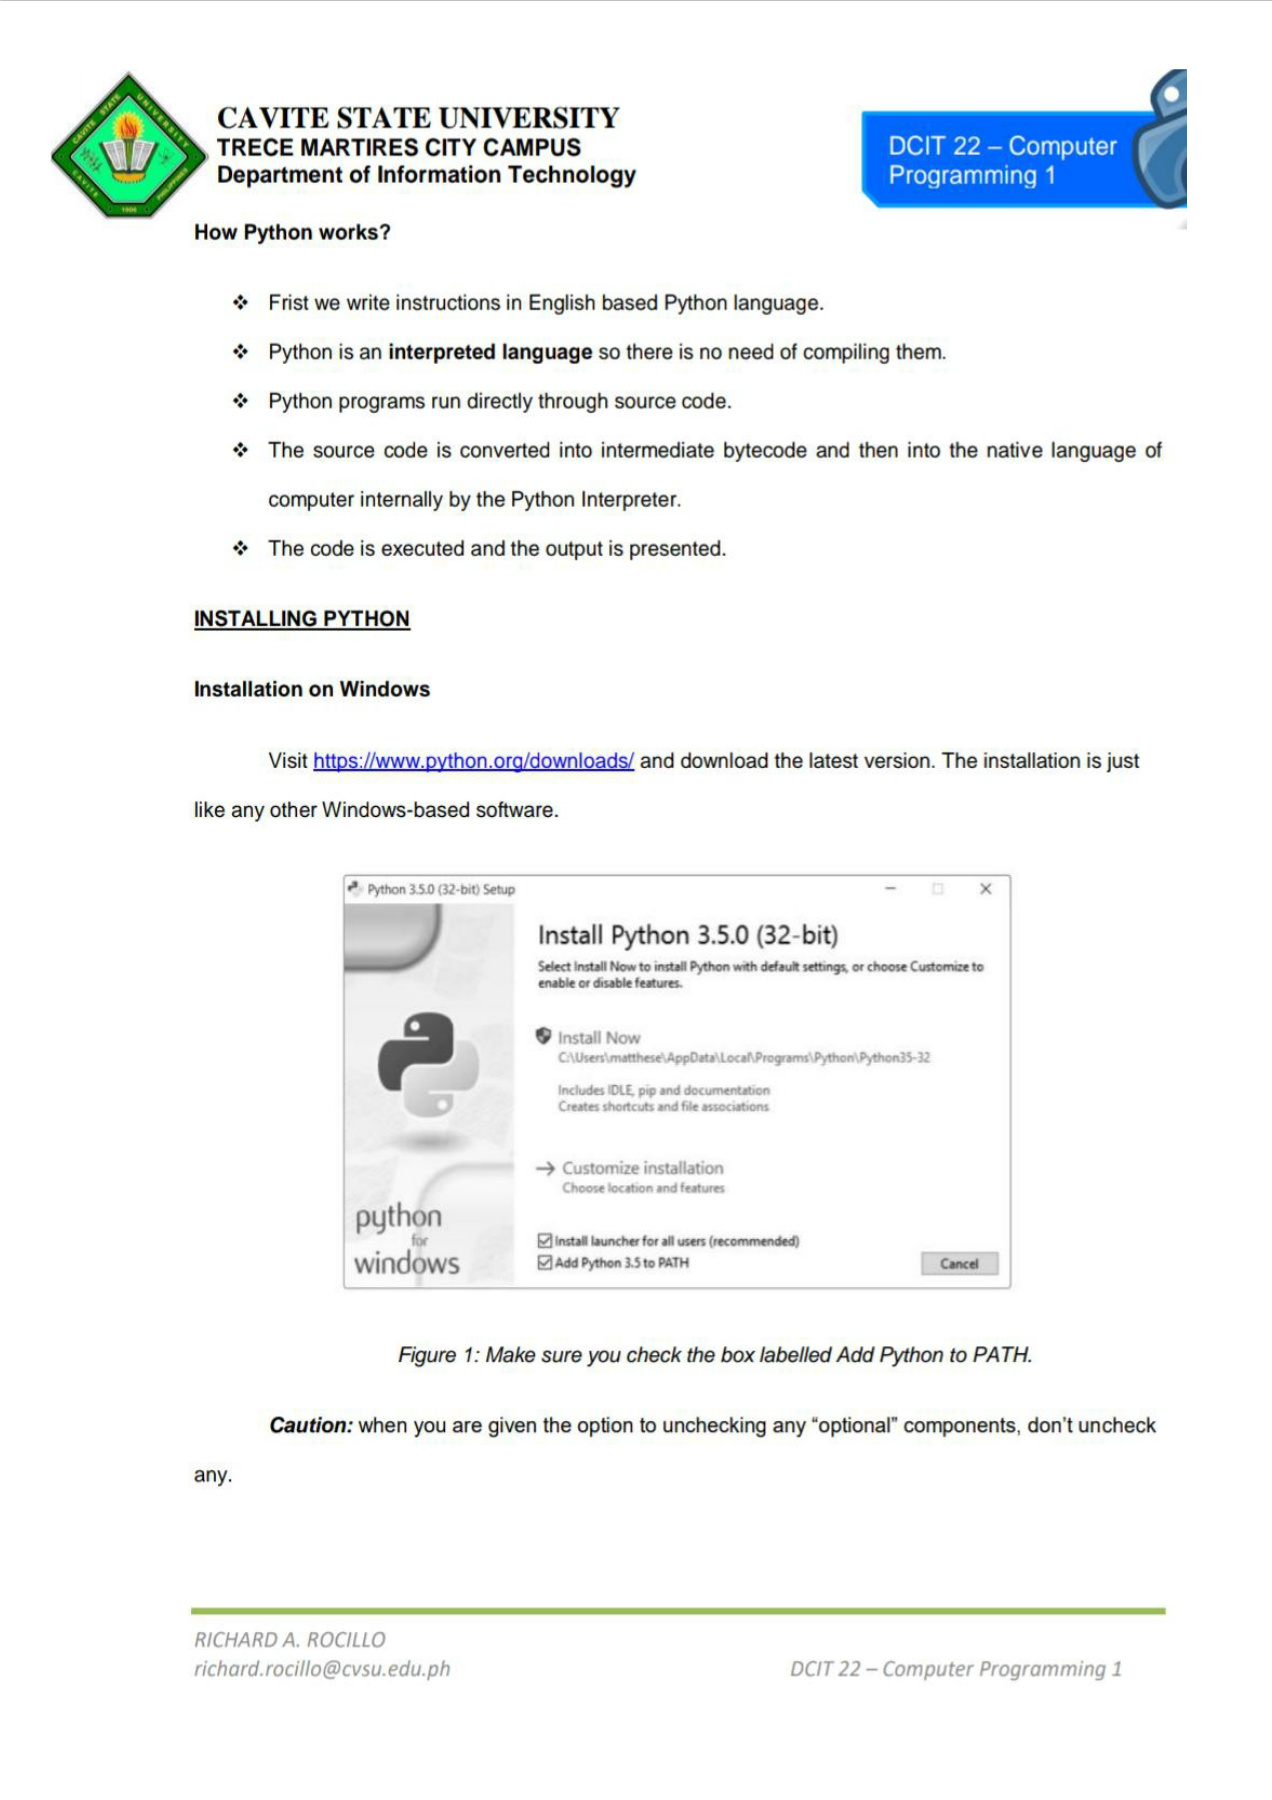 CAVITE STATE UNIVERSITY
TRECE MARTIRES CITY CAMPUS
Department of Information Technology
DCIT 22 – Computer
Programming 1
CAVITE STATE UNIVERSITY
CAVITE
PHILIPPINES
1906
How Python works?
❖ Frist we write instructions in English based Python language.
❖ Python is an interpreted language so there is no need of compiling them.
❖ Python programs run directly through source code.
❖ The source code is converted into intermediate bytecode and then into the native language of
computer internally by the Python Interpreter.
❖ The code is executed and the output is presented.
INSTALLING PYTHON
Installation on Windows
Visit https://www.python.org/downloads/ and download the latest version. The installation is just
like any other Windows-based software.
Python 3.5.0 (32-bit) Setup
Install Python 3.5.0 (32-bit)
Select Install Now to install Python with default settings, or choose Customize to
enable or disable features.
Install Now
C:\Users\matthese\AppData\Local\Programs\Python\Python35-32
Includes IDLE, pip and documentation
Creates shortcuts and file associations
→ Customize installation
Choose location and features
python
for
windows
Install launcher for all users (recommended)
Add Python 3.5 to PATH
Cancel
Figure 1: Make sure you check the box labelled Add Python to PATH.
Caution: when you are given the option to unchecking any “optional” components, don’t uncheck
any.
RICHARD A. ROCILLO
richard.rocillo@cvsu.edu.ph
DCIT 22 – Computer Programming 1